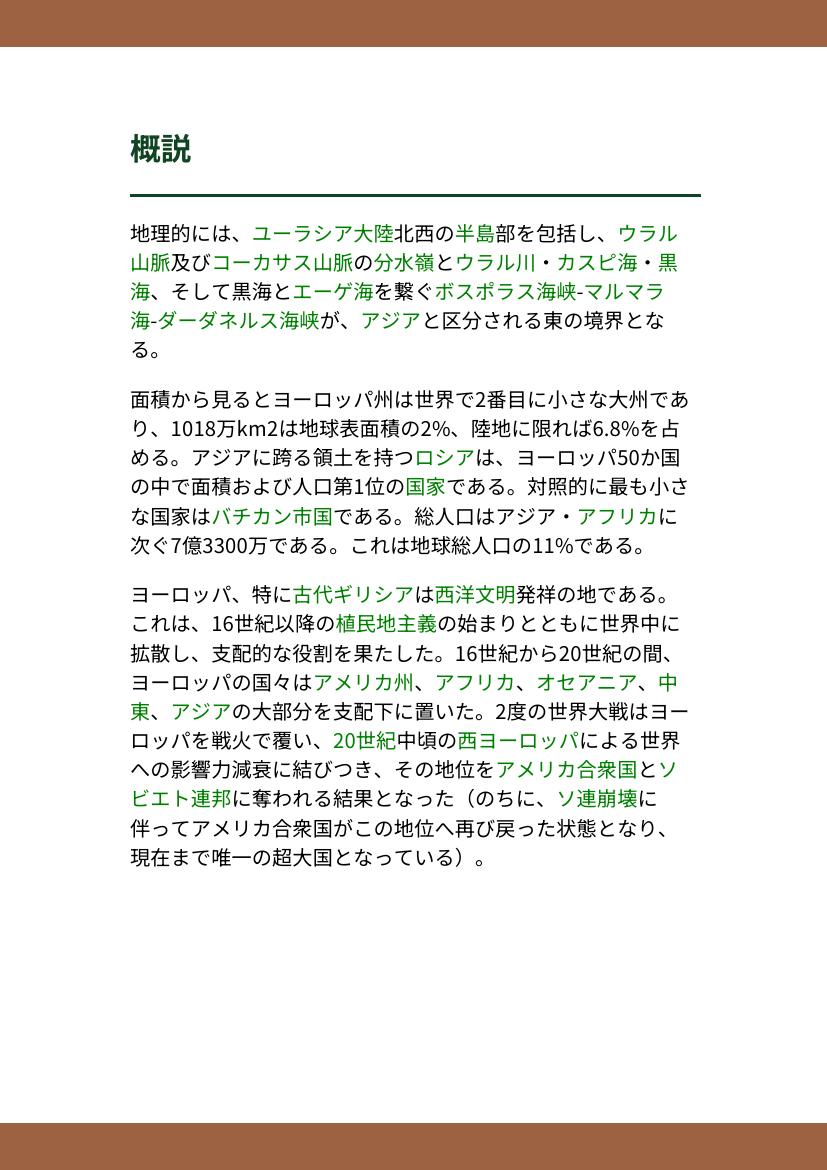 概説
地理的には、ユーラシア大陸北西の半島部を包括し、ウラル
山脈及びコーカサス山脈の分水嶺とウラル川・カスピ海・黒
海、そして黒海とエーゲ海を繋ぐボスポラス海峡-マルマラ
海-ダーダネルス海峡が、アジアと区分される東の境界とな
る。
面積から見るとヨーロッパ州は世界で2番目に小さな大州であ
り、1018万km2は地球表面積の2%、陸地に限れば6.8%を占
める。アジアに跨る領土を持つロシアは、ヨーロッパ50か国
の中で面積および人口第1位の国家である。対照的に最も小さ
な国家はバチカン市国である。総人口はアジア・アフリカに
次ぐ7億3300万である。これは地球総人口の11%である。
ヨーロッパ、特に古代ギリシアは西洋文明発祥の地である。
これは、16世紀以降の植民地主義の始まりとともに世界中に
拡散し、支配的な役割を果たした。16世紀から20世紀の間、
ヨーロッパの国々はアメリカ州、アフリカ、オセアニア、中
東、アジアの大部分を支配下に置いた。2度の世界大戦はヨー
ロッパを戦火で覆い、20世紀中頃の西ヨーロッパによる世界
への影響力減衰に結びつき、その地位をアメリカ合衆国とソ
ビエト連邦に奪われる結果となった（のちに、ソ連崩壊に
伴ってアメリカ合衆国がこの地位へ再び戻った状態となり、
現在まで唯一の超大国となっている）。